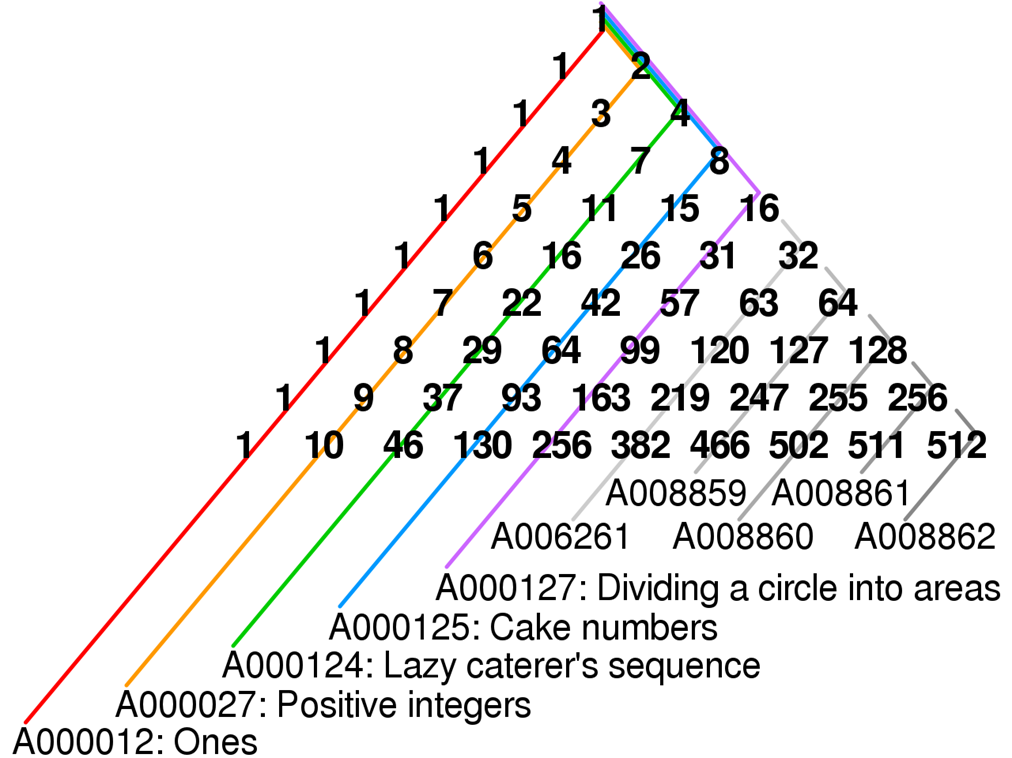 1
1 2
1 3 4
1 4 7 8
1 5 11 15 16
1 6 16 26 31 32
1 7 22 42 57 63 64
1 8 29 64 99 120 127 128
1 9 37 93 163 219 247 255 256
1 10 46 130 256 382 466 502 511 512
A008859 A008861
A006261 A008860 A008862
A000127: Dividing a circle into areas
A000125: Cake numbers
A000124: Lazy caterer's sequence
A000027: Positive integers
A000012: Ones